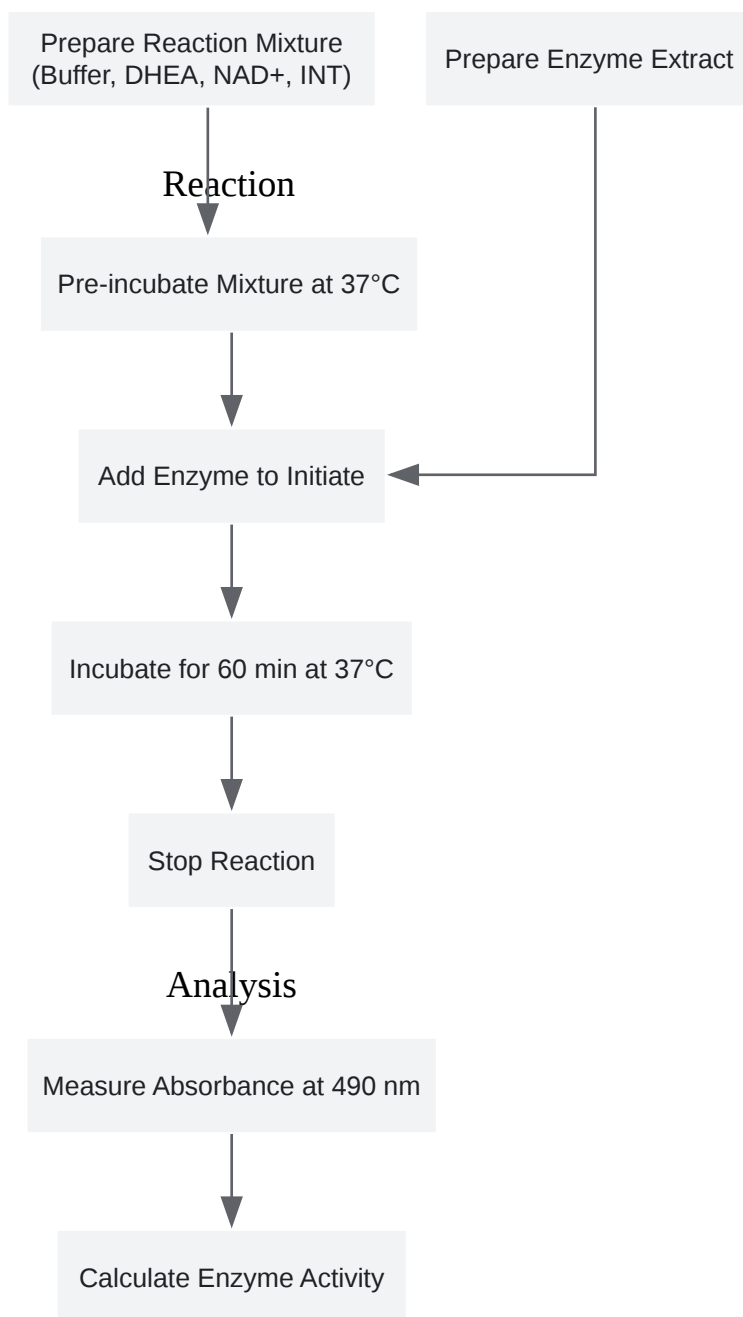 Prepare Reaction Mixture
(Buffer, DHEA, NAD+, INT)
Prepare Enzyme Extract
Reaction
Pre-incubate Mixture at 37°C
Add Enzyme to Initiate
Incubate for 60 min at 37°C
Stop Reaction
Analysis
Measure Absorbance at 490 nm
Calculate Enzyme Activity